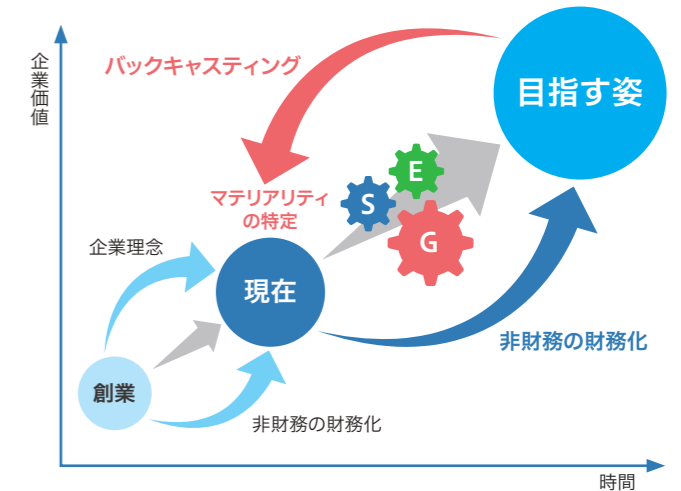 企業価値
バックキャスティング
目指す姿
E
S
G
マテリアリティ
の特定
企業理念
現在
非財務の財務化
創業
非財務の財務化
時間